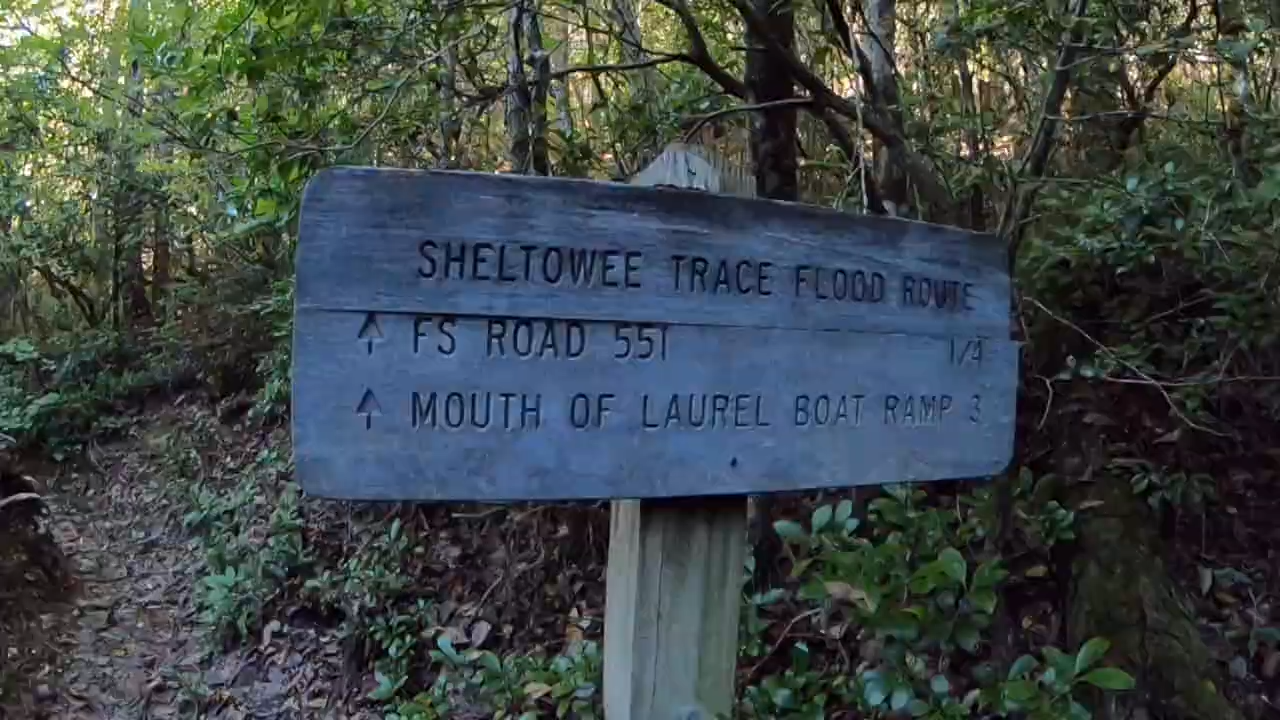 SHELTOWEE TRACE FLOOD ROUTE
↑ FS ROAD 551 1/4
↑ MOUTH OF LAUREL BOAT RAMP 3